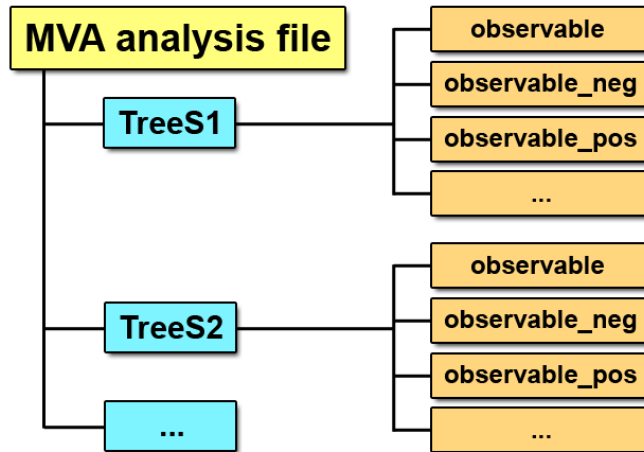 MVA analysis file
observable
observable_neg
TreeS1
observable_pos
...
observable
observable_neg
TreeS2
observable_pos
...
...